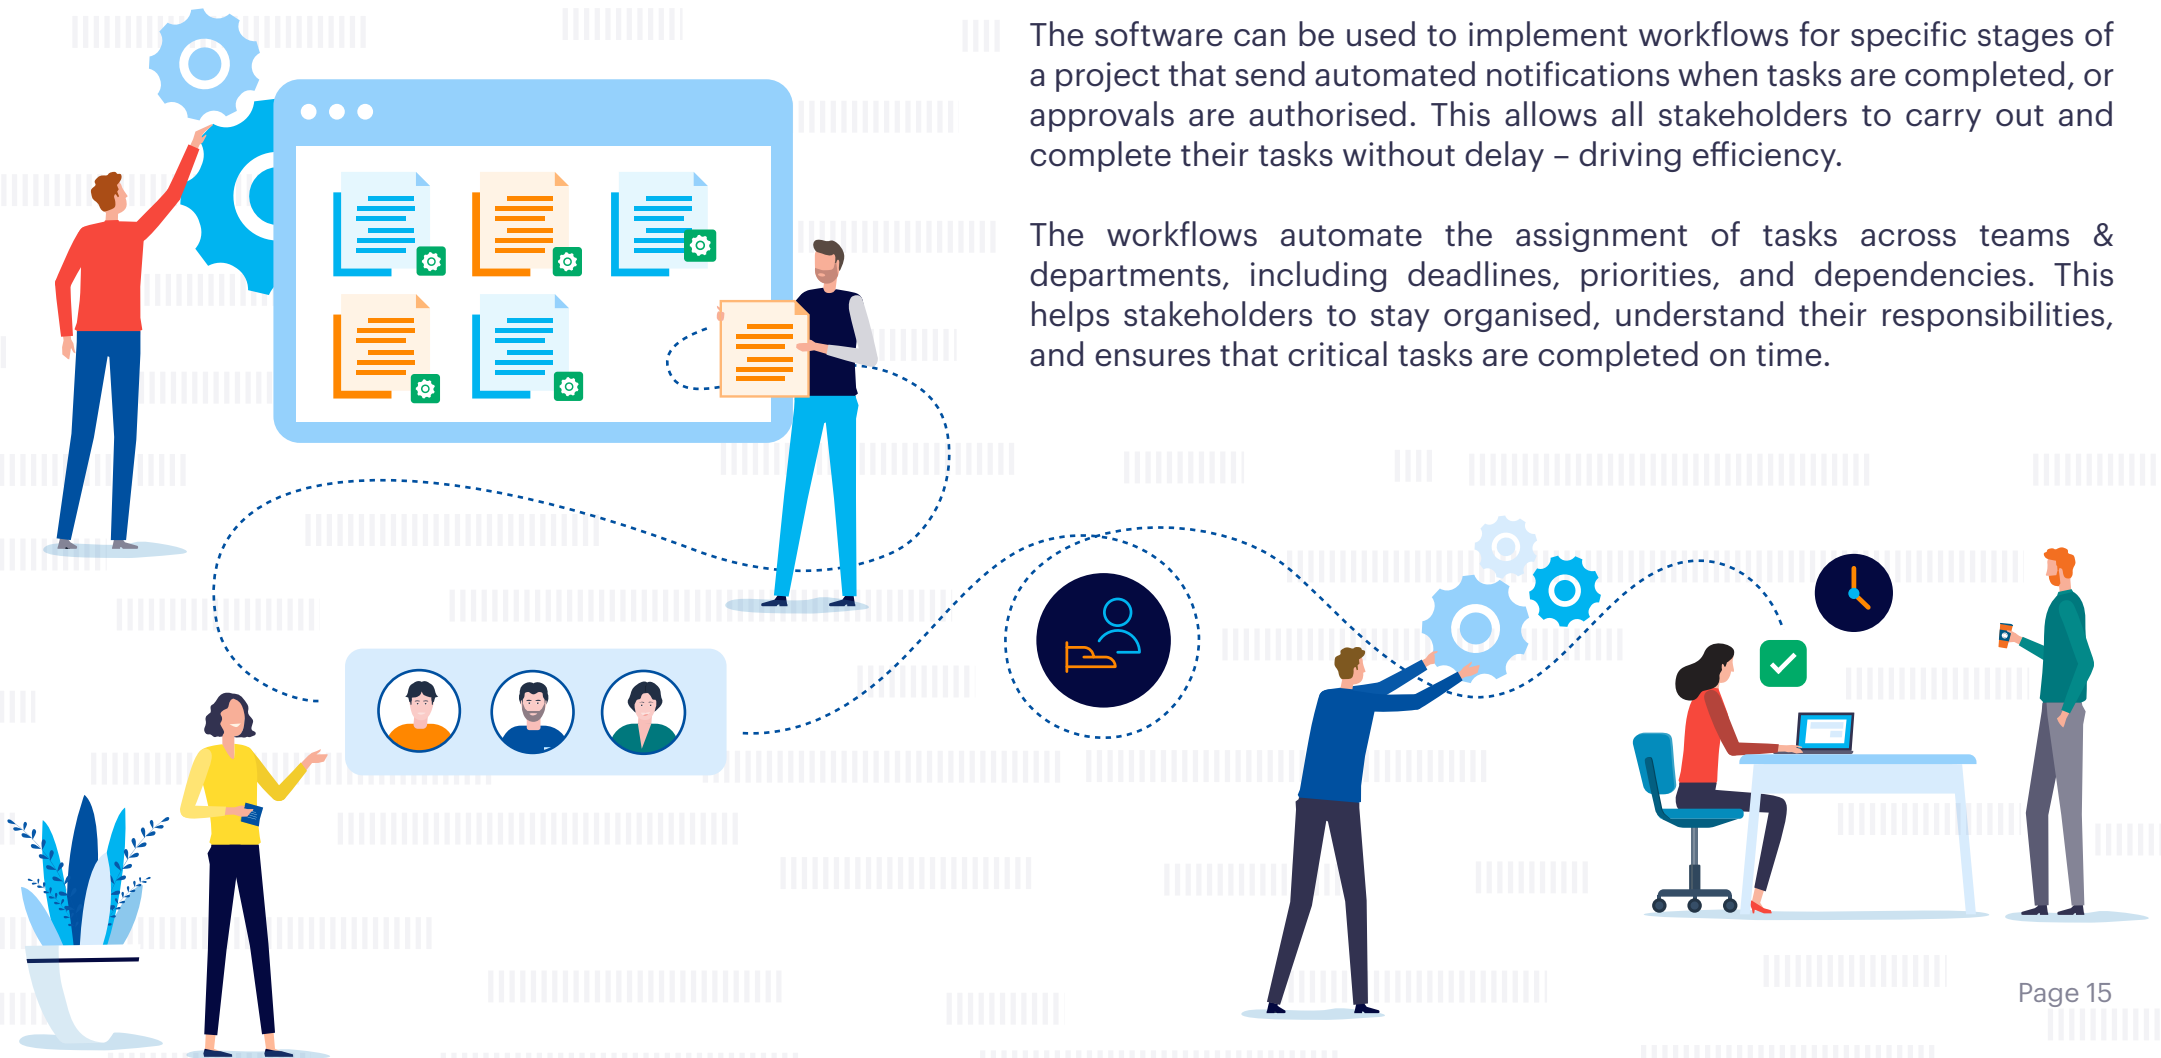 The software can be used to implement workflows for specific stages of
a project that send automated notifications when tasks are completed, or
approvals are authorised. This allows all stakeholders to carry out and
complete their tasks without delay – driving efficiency.
The workflows automate the assignment of tasks across teams &
departments, including deadlines, priorities, and dependencies. This
helps stakeholders to stay organised, understand their responsibilities,
and ensures that critical tasks are completed on time.
Page 15